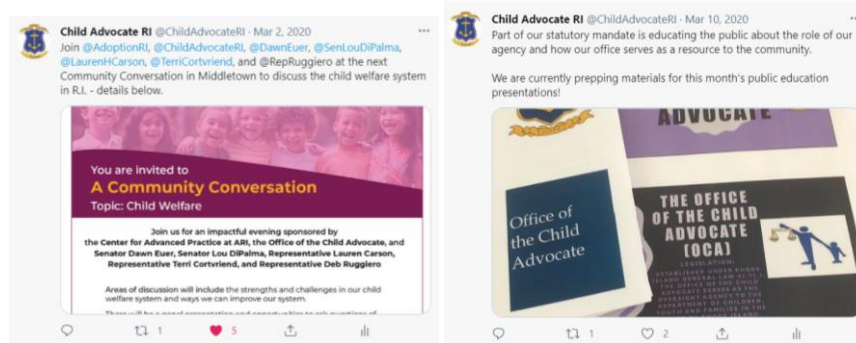 Child Advocate RI @ChildAdvocateRI · Mar 2, 2020
Join @AdoptionRI, @ChildAdvocateRI, @DawnEuer, @SenLouDiPalma,
@LaurenHCarson, @TerriCortvriend, and @RepRuggiero at the next
Community Conversation in Middletown to discuss the child welfare system
in R.I. - details below.
You are invited to
A Community Conversation
Topic: Child Welfare
Join us for an impactful evening sponsored by
the Center for Advanced Practice at ARI, the Office of the Child Advocate, and
Senator Dawn Euer, Senator Lou DiPalma, Representative Lauren Carson,
Representative Terri Cortvriend, and Representative Deb Ruggiero
Areas of discussion will include the strengths and challenges in our child
welfare system and ways we can improve our system.
1 5
Child Advocate RI @ChildAdvocateRI · Mar 10, 2020
Part of our statutory mandate is educating the public about the role of our
agency and how our office serves as a resource to the community.
We are currently prepping materials for this month's public education
presentations!
ADVOCATE
Office of
the Child
Advocate
THE OFFICE
OF THE CHILD
ADVOCATE
(OCA)
LEGISLATION:
1 2